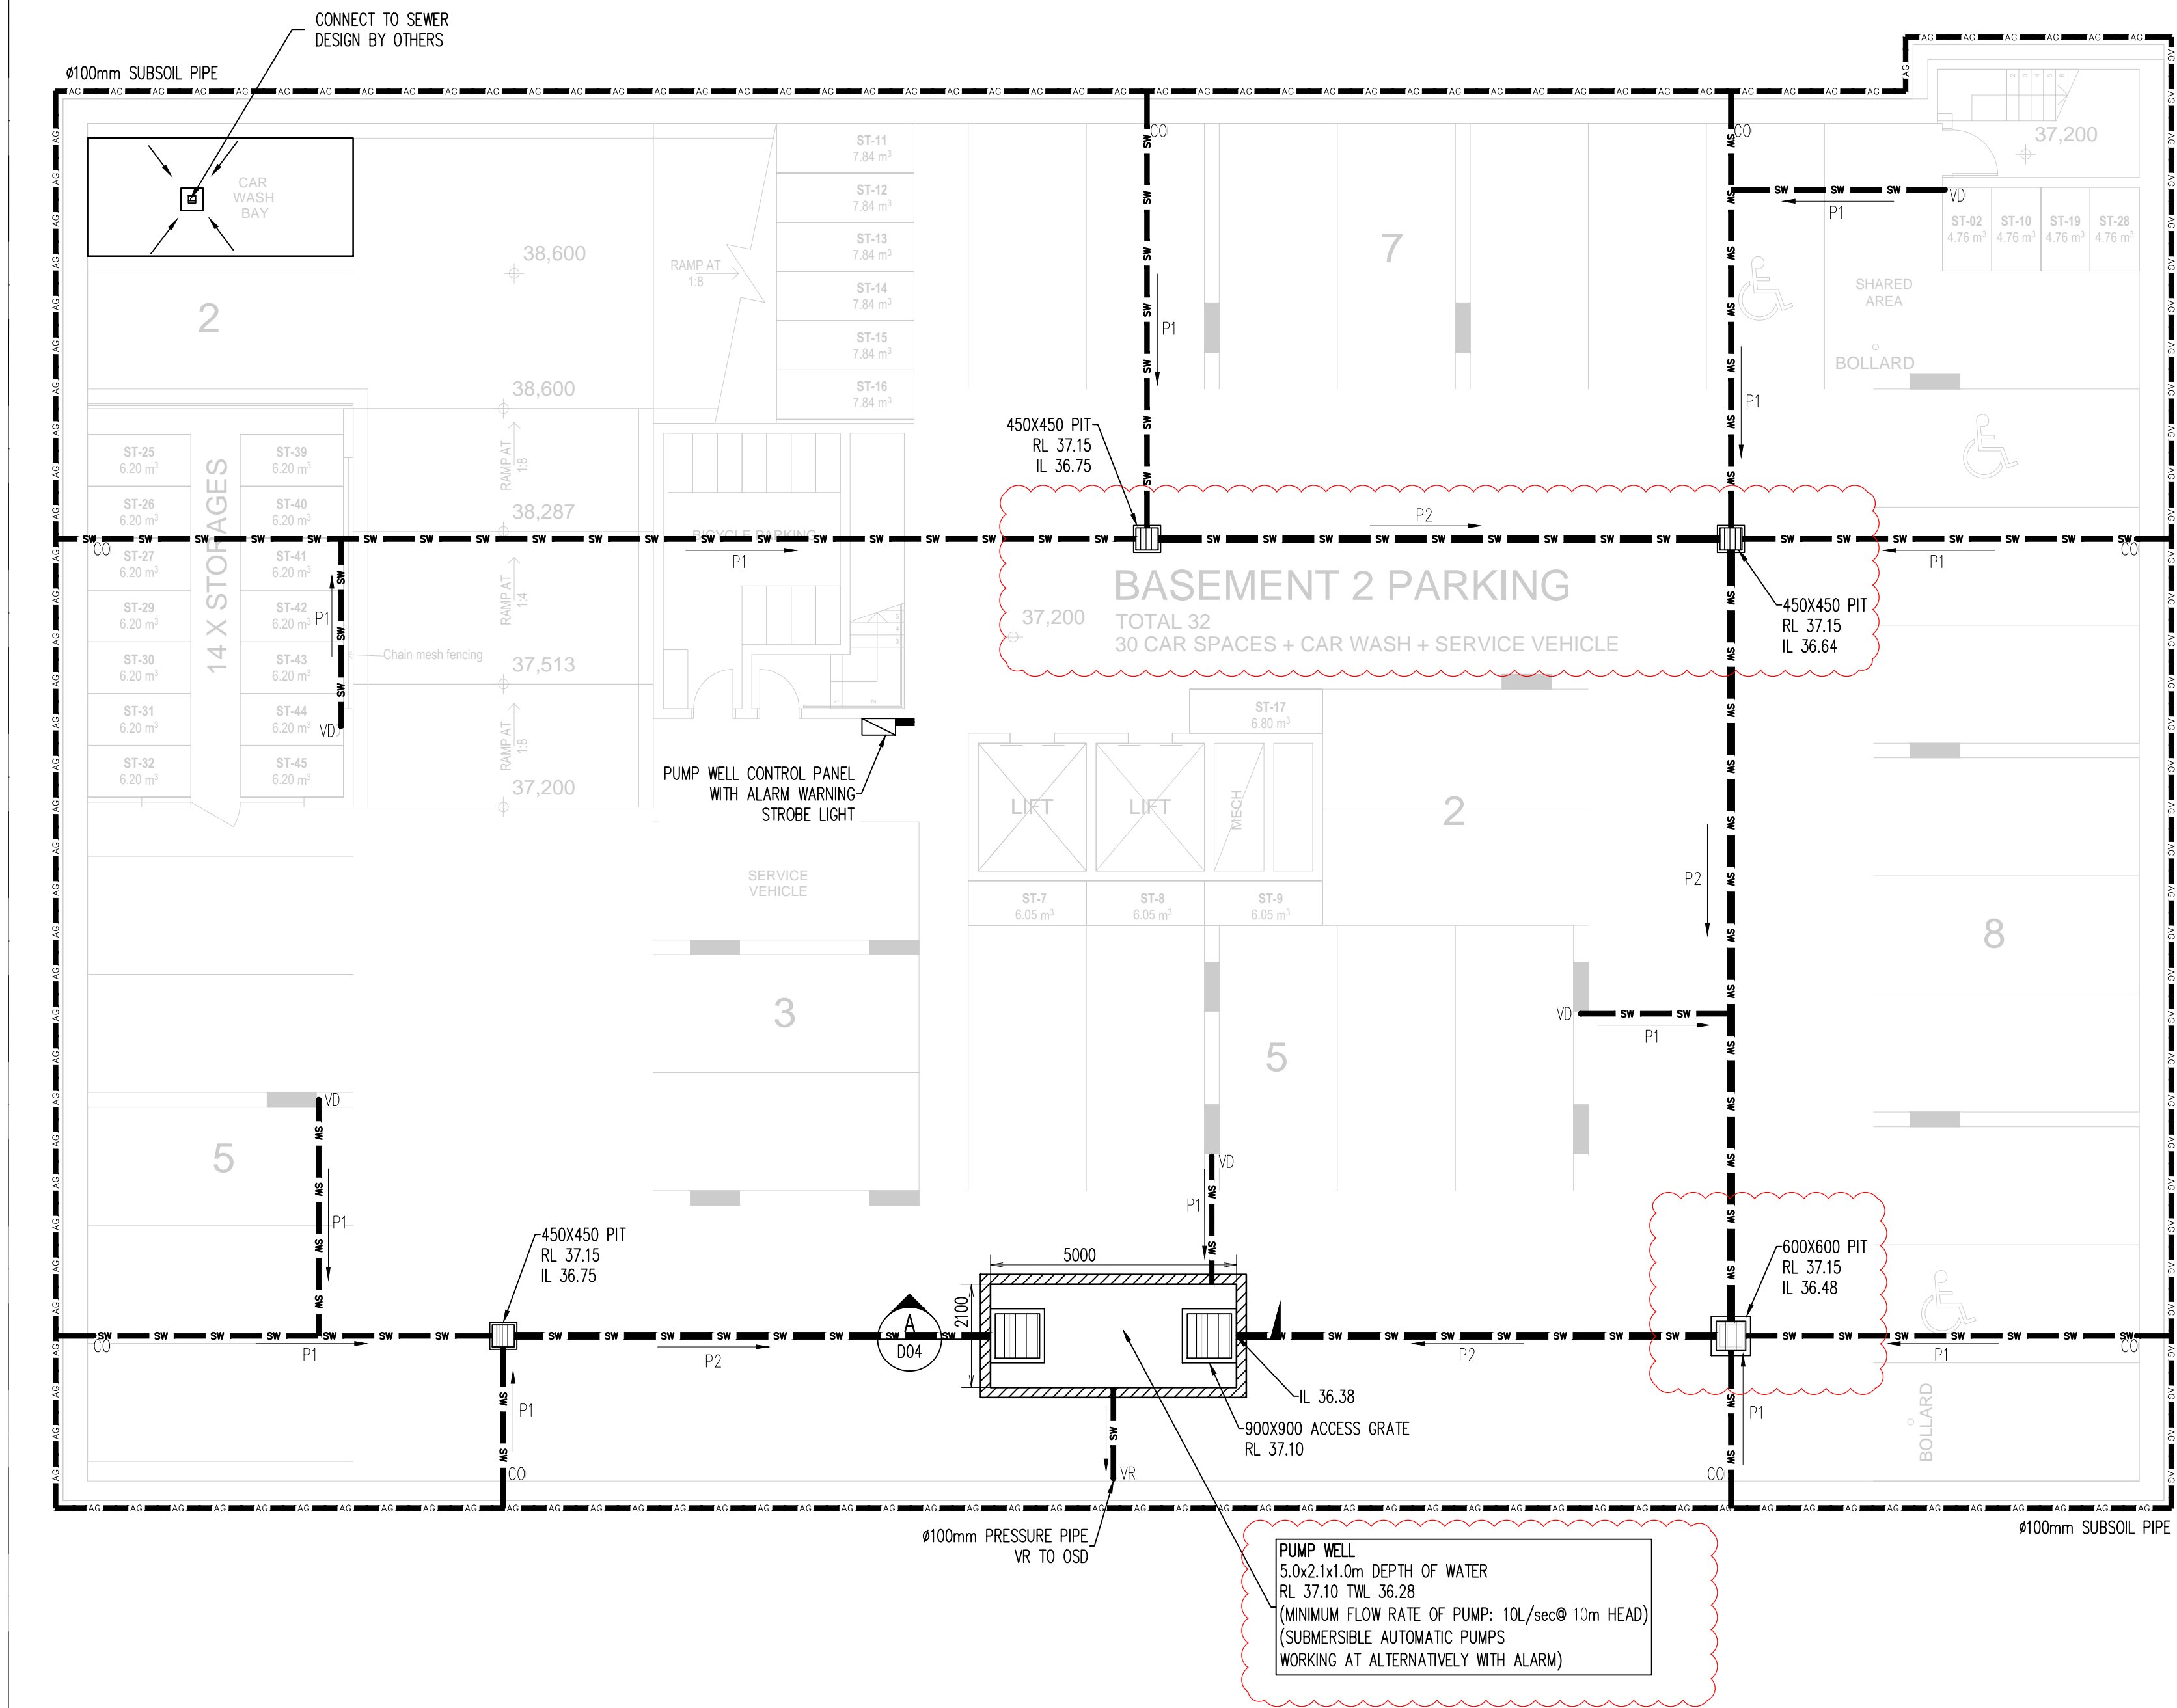 CONNECT TO SEWER
DESIGN BY OTHERS
Ø100mm SUBSOIL PIPE
CAR
WASH
BAY
2
38,600
RAMP AT
1:8
ST-11
7.84 m³
ST-12
7.84 m³
ST-13
7.84 m³
ST-14
7.84 m³
ST-15
7.84 m³
ST-16
7.84 m³
CO
P1
7
CO
P1
VD
P1
37,200
ST-02
4.76 m³
ST-10
4.76 m³
ST-19
4.76 m³
ST-28
4.76 m³
SHARED
AREA
BOLLARD
38,600
RAMP AT
1:8
38,287
RAMP AT
1:4
37,513
RAMP AT
1:8
37,200
14 X STORAGES
ST-25
6.20 m³
ST-26
6.20 m³
ST-27
6.20 m³
ST-29
6.20 m³
ST-30
6.20 m³
ST-31
6.20 m³
ST-32
6.20 m³
ST-39
6.20 m³
ST-40
6.20 m³
ST-41
6.20 m³
ST-42
6.20 m³
ST-43
6.20 m³
ST-44
6.20 m³
ST-45
6.20 m³
CO
P1
VD
Chain mesh fencing
BICYCLE PARKING
P1
450X450 PIT
RL 37.15
IL 36.75
P2
BASEMENT 2 PARKING
TOTAL 32
30 CAR SPACES + CAR WASH + SERVICE VEHICLE
37,200
450X450 PIT
RL 37.15
IL 36.64
P1
CO
PUMP WELL CONTROL PANEL
WITH ALARM WARNING
STROBE LIGHT
ST-17
6.80 m³
LIFT
LIFT
MECH
2
ST-7
6.05 m³
ST-8
6.05 m³
ST-9
6.05 m³
SERVICE
VEHICLE
3
P2
8
VD
P1
5
VD
P1
5
VD
P1
450X450 PIT
RL 37.15
IL 36.75
CO
P1
P2
P1
CO
A
D04
5000
2100
IL 36.38
900X900 ACCESS GRATE
RL 37.10
P2
600X600 PIT
RL 37.15
IL 36.48
P1
CO
P1
CO
BOLLARD
VR
Ø100mm PRESSURE PIPE
VR TO OSD
Ø100mm SUBSOIL PIPE
PUMP WELL
5.0x2.1x1.0m DEPTH OF WATER
RL 37.10 TWL 36.28
(MINIMUM FLOW RATE OF PUMP: 10L/sec@ 10m HEAD)
(SUBMERSIBLE AUTOMATIC PUMPS
WORKING AT ALTERNATIVELY WITH ALARM)